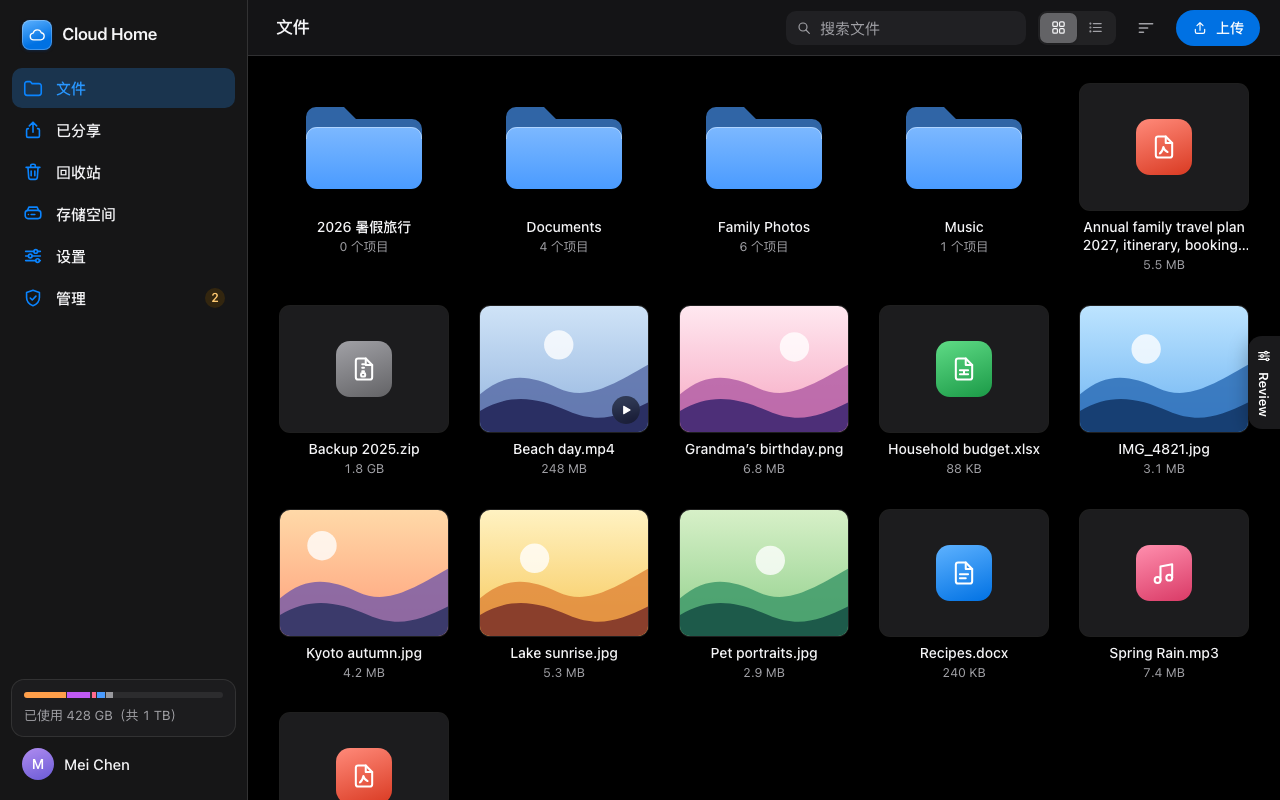 Cloud Home
文件
已分享
回收站
存储空间
设置
管理
2
已使用 428 GB（共 1 TB）
M
Mei Chen
文件
搜索文件
上传
2026 暑假旅行
0 个项目
Documents
4 个项目
Family Photos
6 个项目
Music
1 个项目
Annual family travel plan
2027, itinerary, booking...
5.5 MB
Backup 2025.zip
1.8 GB
Beach day.mp4
248 MB
Grandma’s birthday.png
6.8 MB
Household budget.xlsx
88 KB
IMG_4821.jpg
3.1 MB
Review
Kyoto autumn.jpg
4.2 MB
Lake sunrise.jpg
5.3 MB
Pet portraits.jpg
2.9 MB
Recipes.docx
240 KB
Spring Rain.mp3
7.4 MB